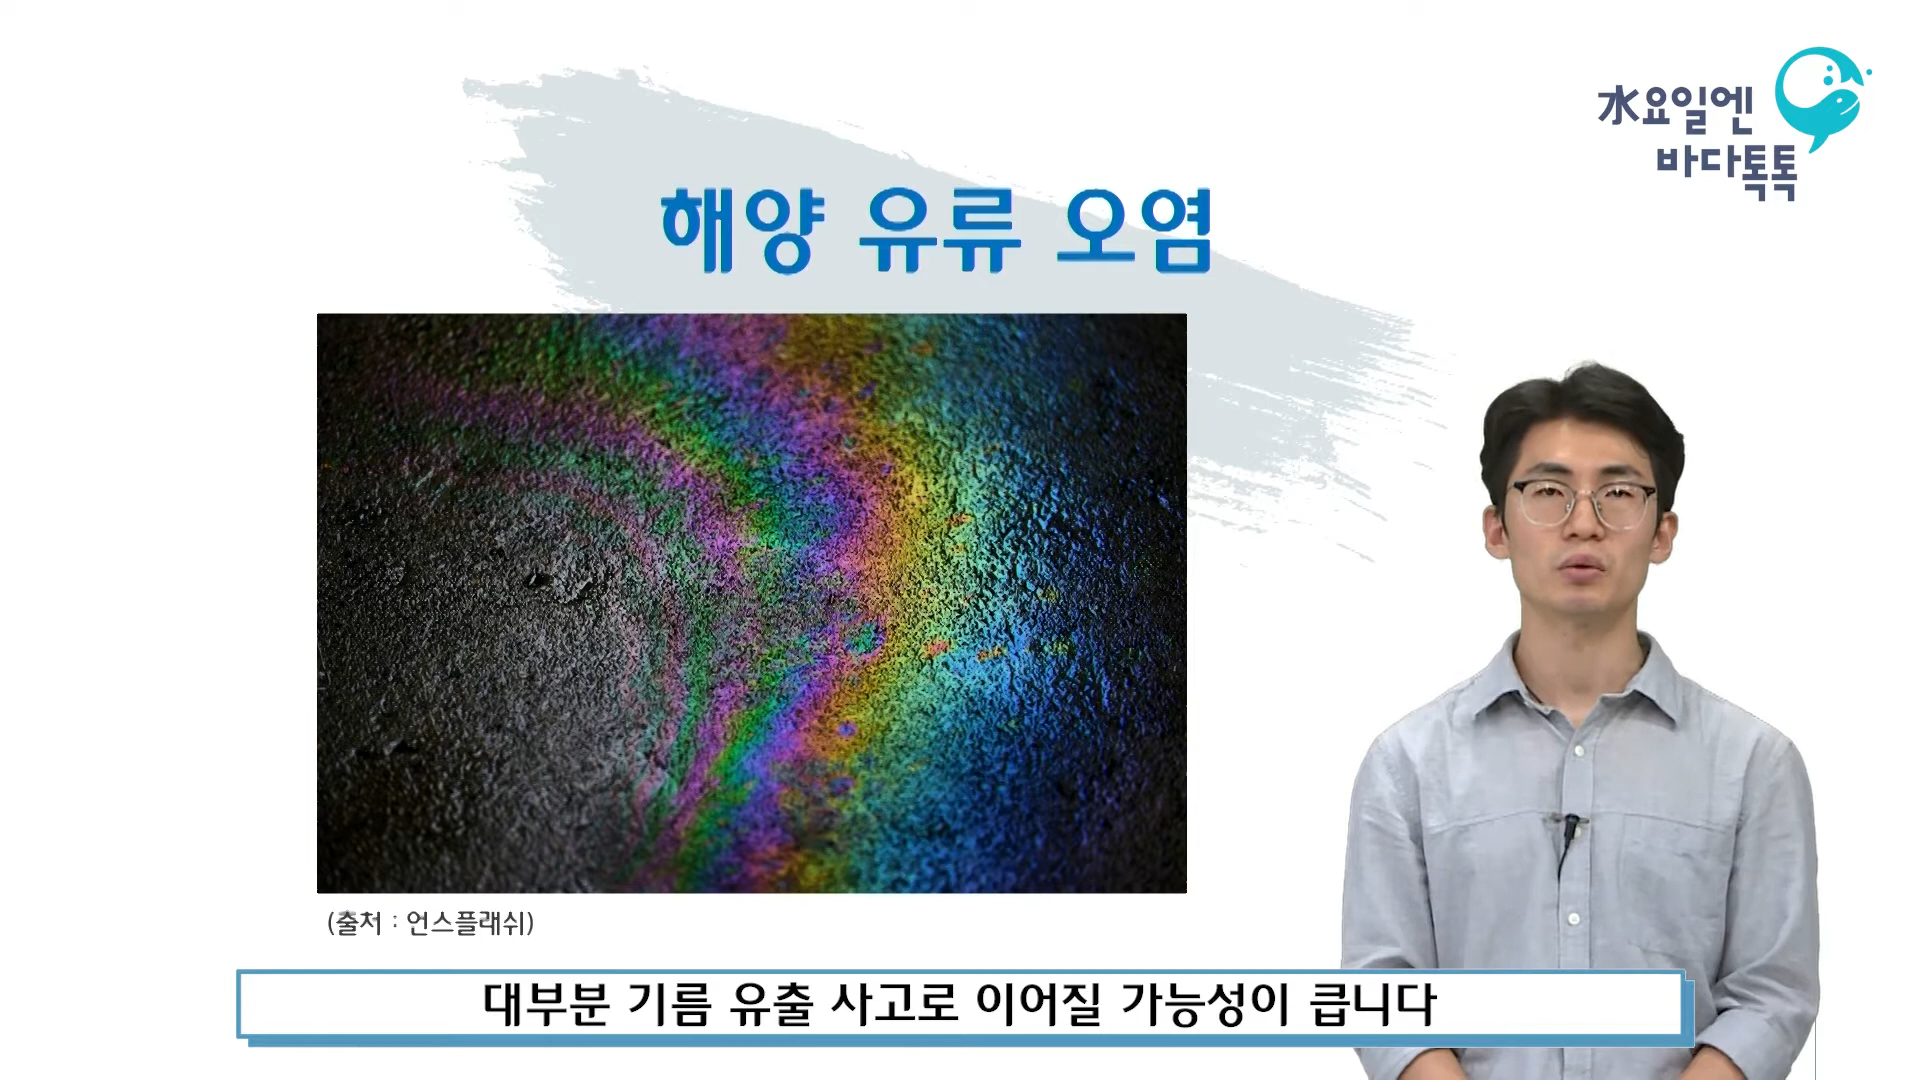 水요일엔
바다톡톡
해양 유류 오염
(출처 : 언스플래쉬)
대부분 기름 유출 사고로 이어질 가능성이 큽니다